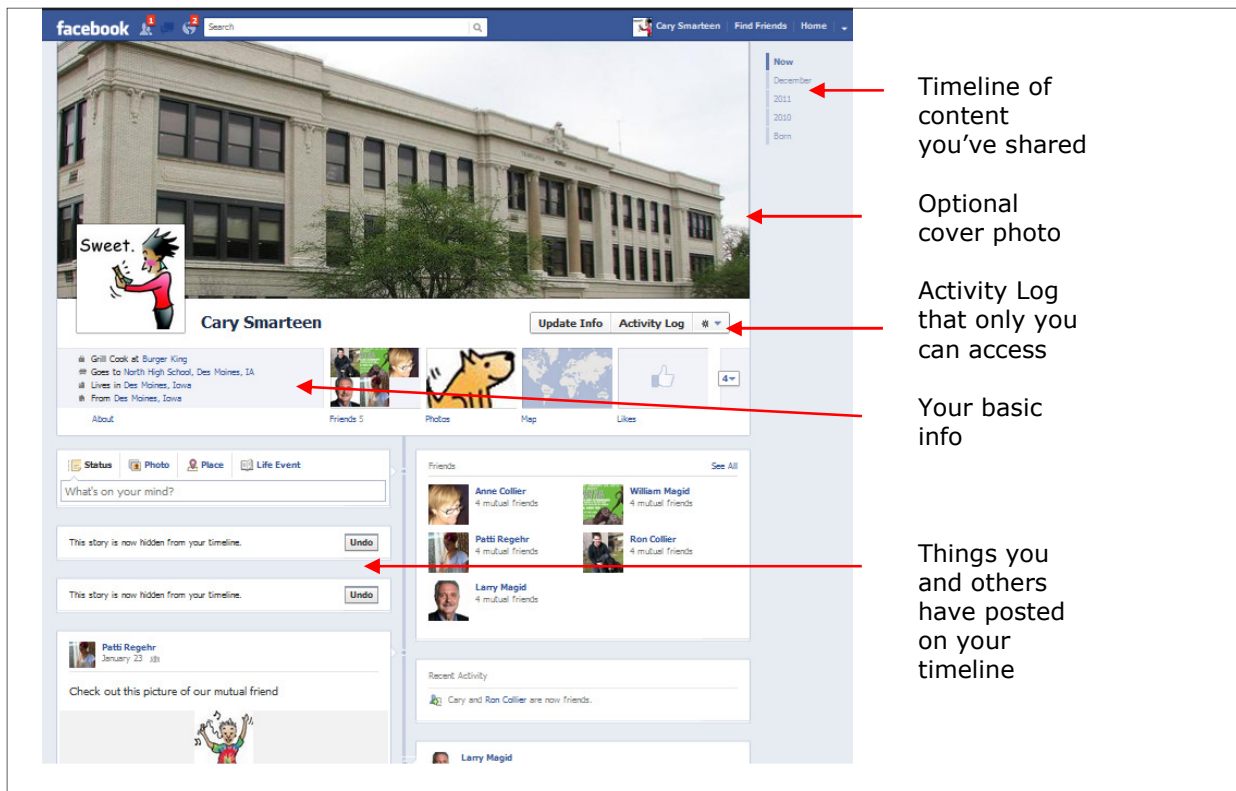 facebook 1 2 Search Cary Smarteen Find Friends Home
Now
December
2011
2010
Born
Timeline of
content
you've shared
Optional
cover photo
Sweet.
Cary Smarteen
Update Info Activity Log
Activity Log
that only you
can access
Grill Cook at Burger King
Goes to North High School, Des Moines, IA
Lives in Des Moines, Iowa
From Des Moines, Iowa
About
Friends 5
Photos
Map
Likes
4
Your basic
info
Status Photo Place Life Event
What's on your mind?
This story is now hidden from your timeline. Undo
This story is now hidden from your timeline. Undo
Patti Regehr
January 23
Check out this picture of our mutual friend
Friends See All
Anne Collier
4 mutual friends
William Magid
4 mutual friends
Patti Regehr
4 mutual friends
Ron Collier
4 mutual friends
Larry Magid
4 mutual friends
Recent Activity
Cary and Ron Collier are now friends.
Larry Magid
Things you
and others
have posted
on your
timeline